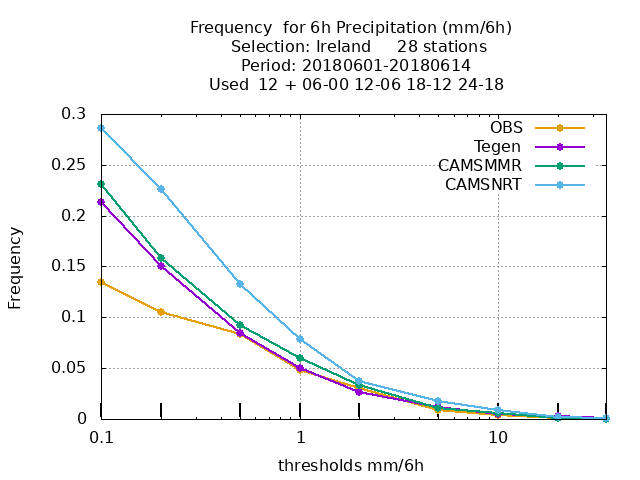 Frequency  for 6h Precipitation (mm/6h)
Selection: Ireland     28 stations
Period: 20180601-20180614
Used  12 + 06-00 12-06 18-12 24-18
0.3
0.25
0.2
0.15
0.1
0.05
0
Frequency
OBS
Tegen
CAMSMMR
CAMSNRT
0.1 1 10
thresholds mm/6h